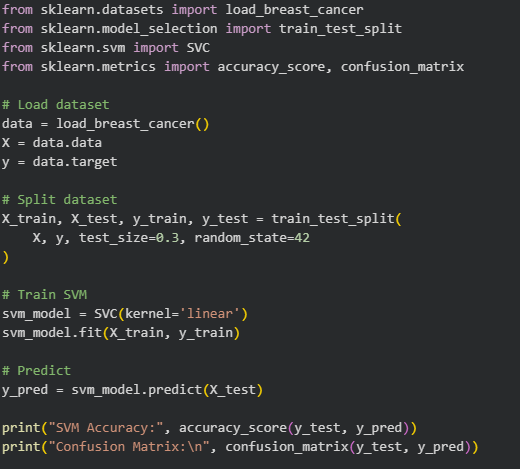 from sklearn.datasets import load_breast_cancer
from sklearn.model_selection import train_test_split
from sklearn.svm import SVC
from sklearn.metrics import accuracy_score, confusion_matrix

# Load dataset
data = load_breast_cancer()
X = data.data
y = data.target

# Split dataset
X_train, X_test, y_train, y_test = train_test_split(
    X, y, test_size=0.3, random_state=42
)

# Train SVM
svm_model = SVC(kernel='linear')
svm_model.fit(X_train, y_train)

# Predict
y_pred = svm_model.predict(X_test)

print("SVM Accuracy:", accuracy_score(y_test, y_pred))
print("Confusion Matrix:\n", confusion_matrix(y_test, y_pred))